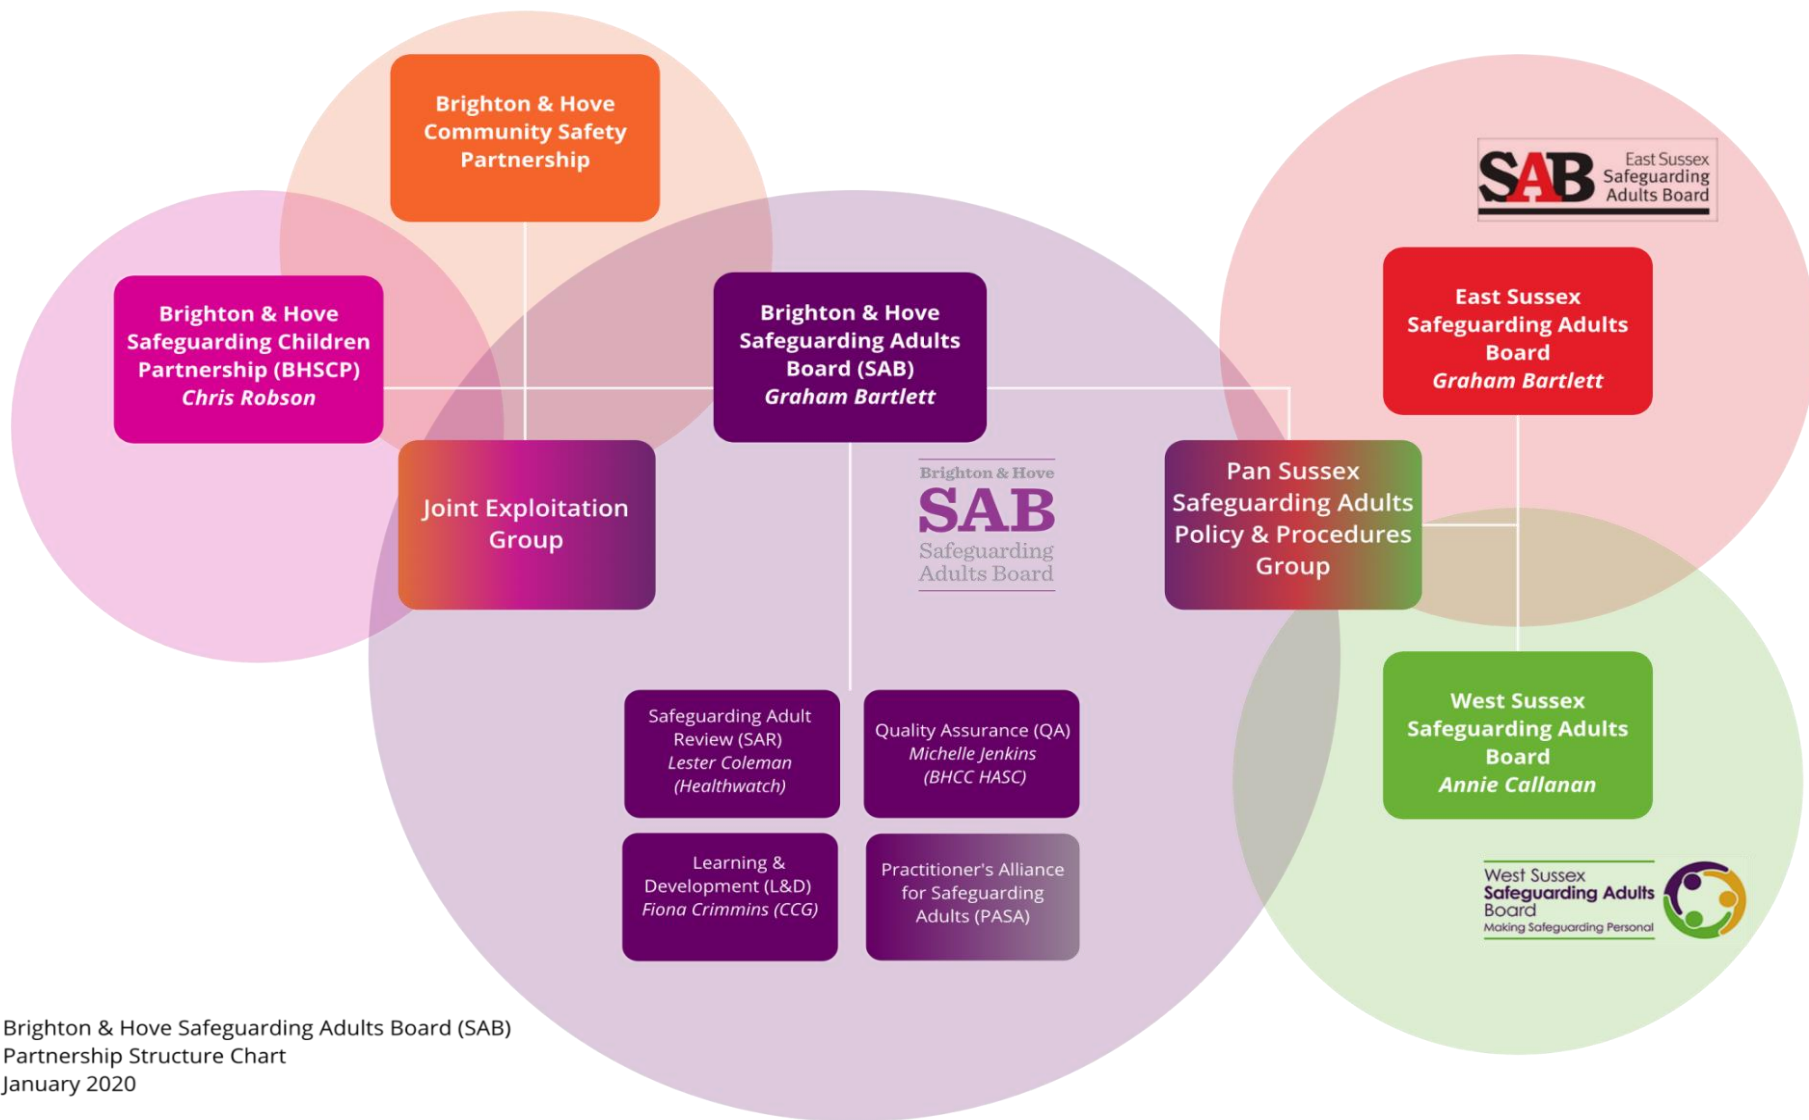 Brighton & Hove
Community Safety
Partnership
Brighton & Hove
Safeguarding Children
Partnership (BHSCP)
Chris Robson
Brighton & Hove
Safeguarding Adults
Board (SAB)
Graham Bartlett
SAB
East Sussex
Safeguarding
Adults Board
East Sussex
Safeguarding Adults
Board
Graham Bartlett
Joint Exploitation
Group
Brighton & Hove
SAB
Safeguarding
Adults Board
Pan Sussex
Safeguarding Adults
Policy & Procedures
Group
Safeguarding Adult
Review (SAR)
Lester Coleman
(Healthwatch)
Quality Assurance (QA)
Michelle Jenkins
(BHCC HASC)
Learning &
Development (L&D)
Fiona Crimmins (CCG)
Practitioner's Alliance
for Safeguarding
Adults (PASA)
West Sussex
Safeguarding Adults
Board
Annie Callanan
West Sussex
Safeguarding Adults
Board
Making Safeguarding Personal
Brighton & Hove Safeguarding Adults Board (SAB)
Partnership Structure Chart
January 2020